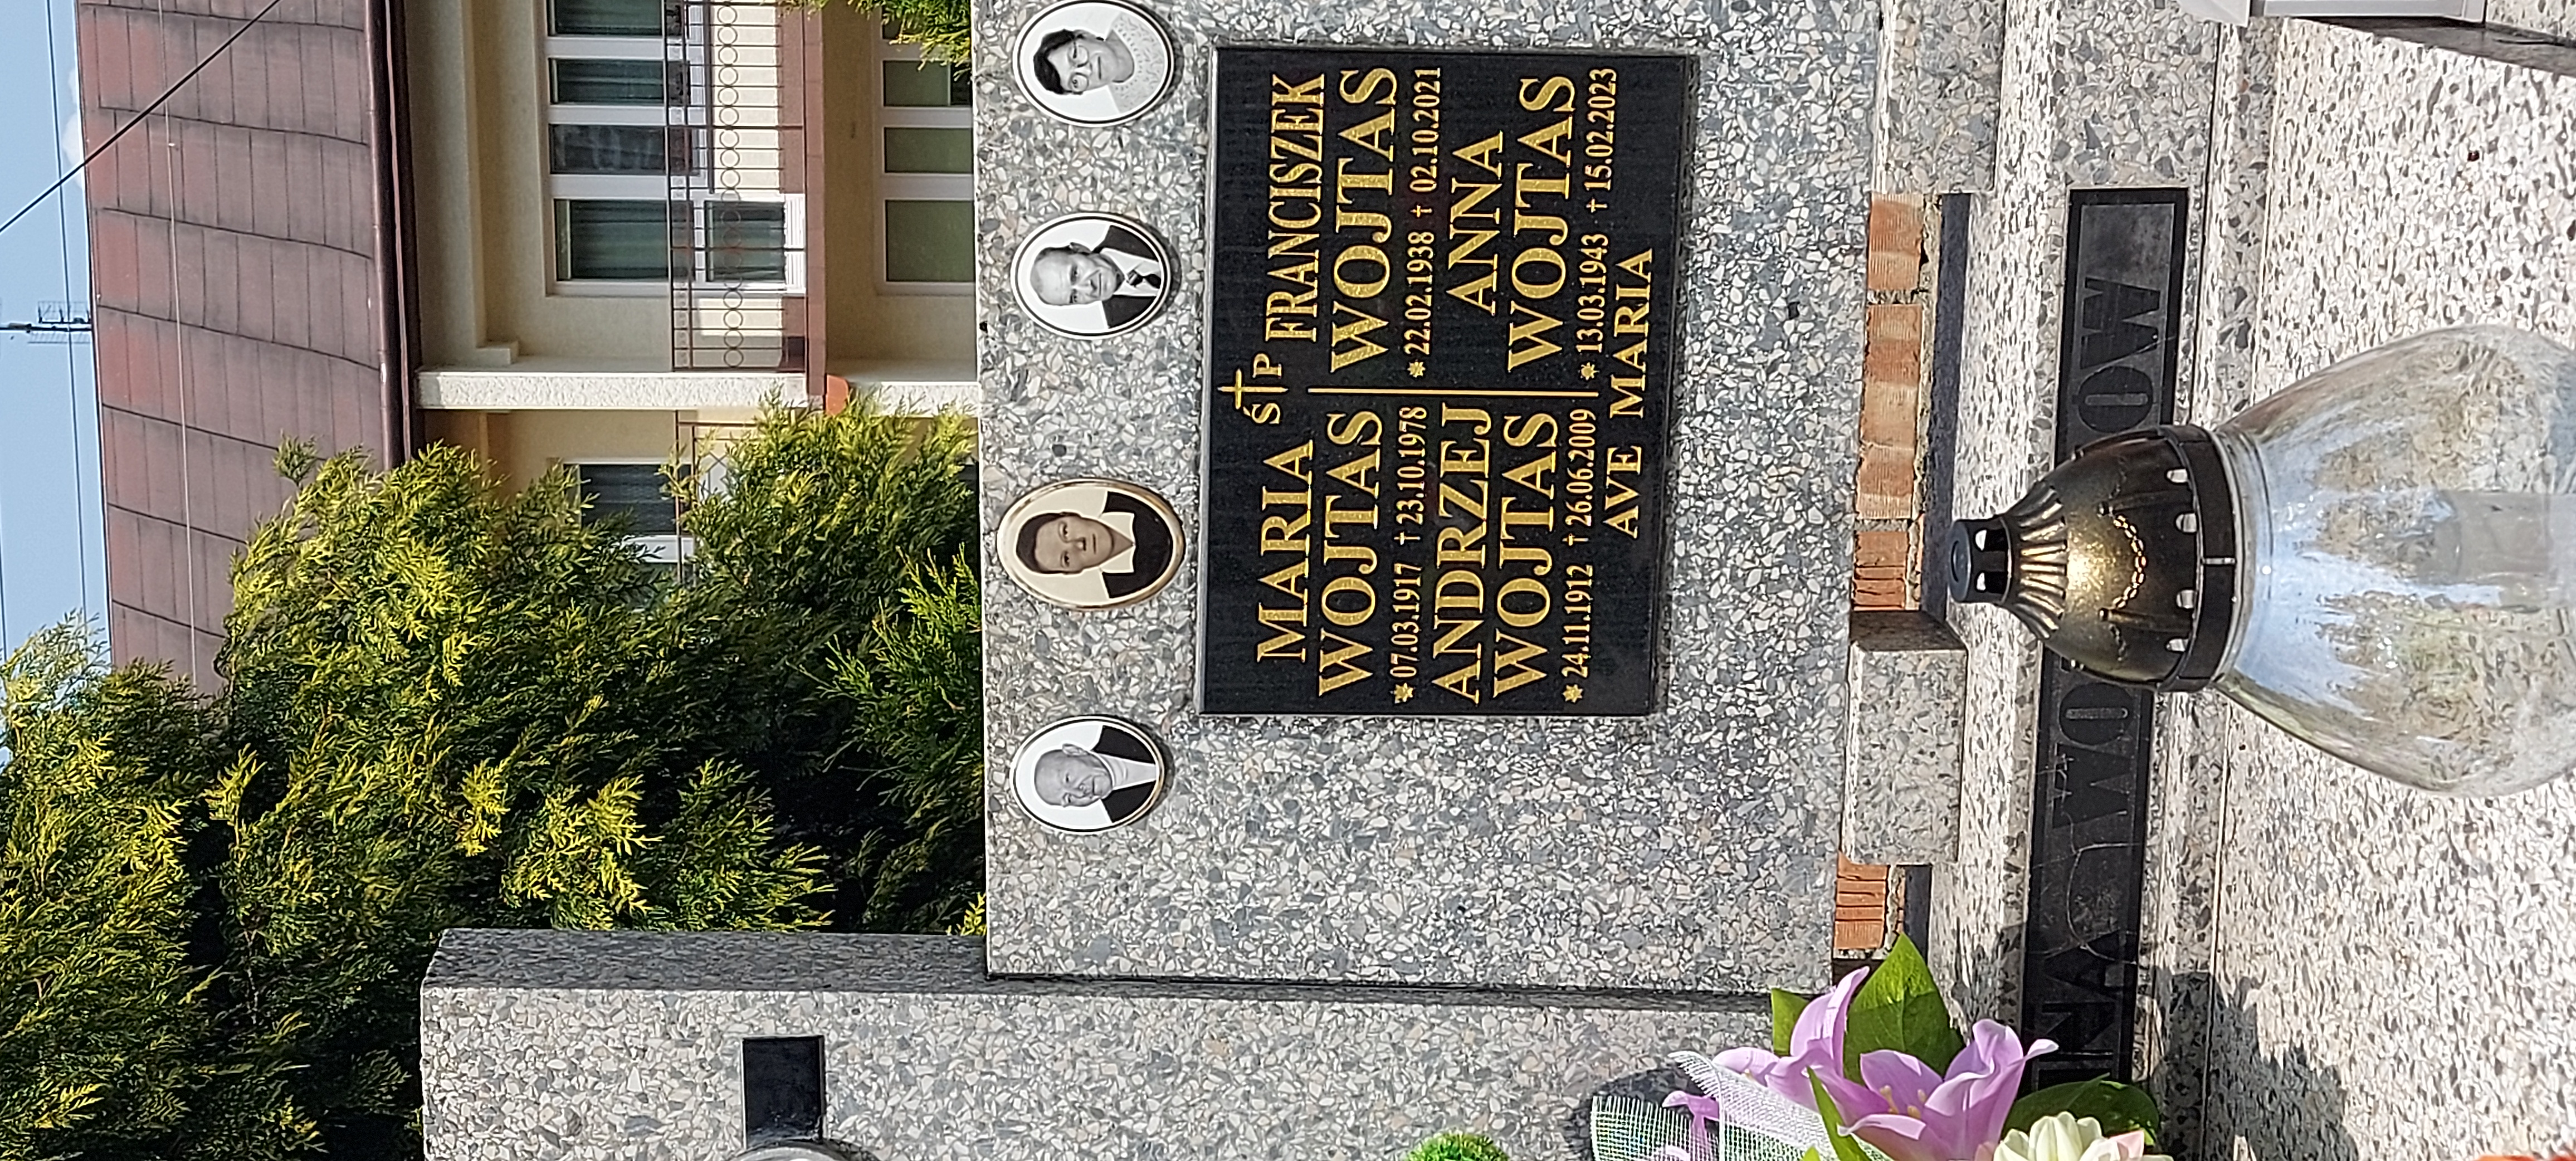 Ś P
MARIA
WOJTAS
* 07.03.1917 † 23.10.1978
ANDRZEJ
WOJTAS
* 24.11.1912 † 26.06.2009
FRANCISZEK
WOJTAS
* 22.02.1938 † 02.10.2021
ANNA
WOJTAS
* 13.03.1943 † 15.02.2023
AVE MARIA